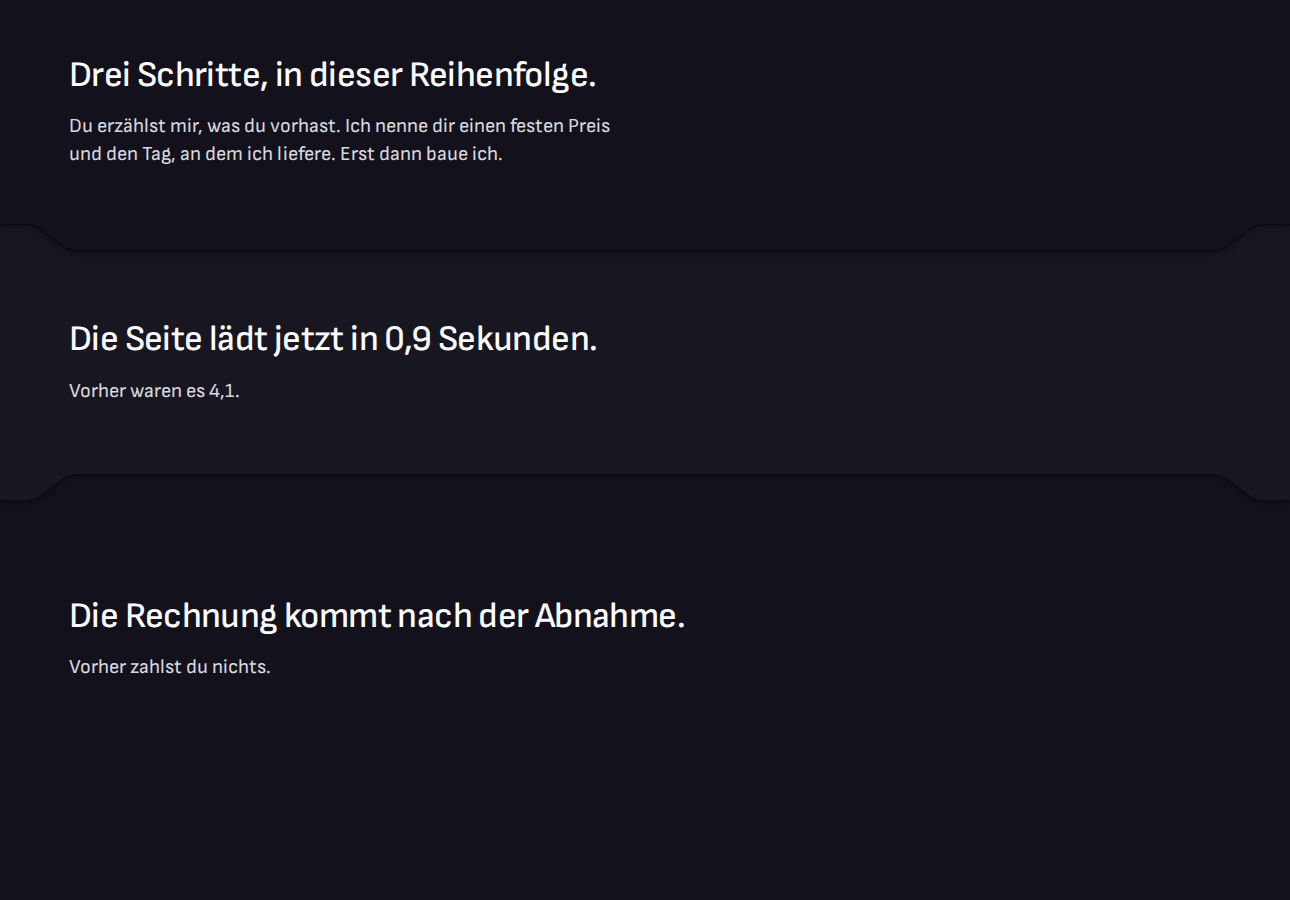 Drei Schritte, in dieser Reihenfolge.
Du erzählst mir, was du vorhast. Ich nenne dir einen festen Preis
und den Tag, an dem ich liefere. Erst dann baue ich.
Die Seite lädt jetzt in 0,9 Sekunden.
Vorher waren es 4,1.
Die Rechnung kommt nach der Abnahme.
Vorher zahlst du nichts.